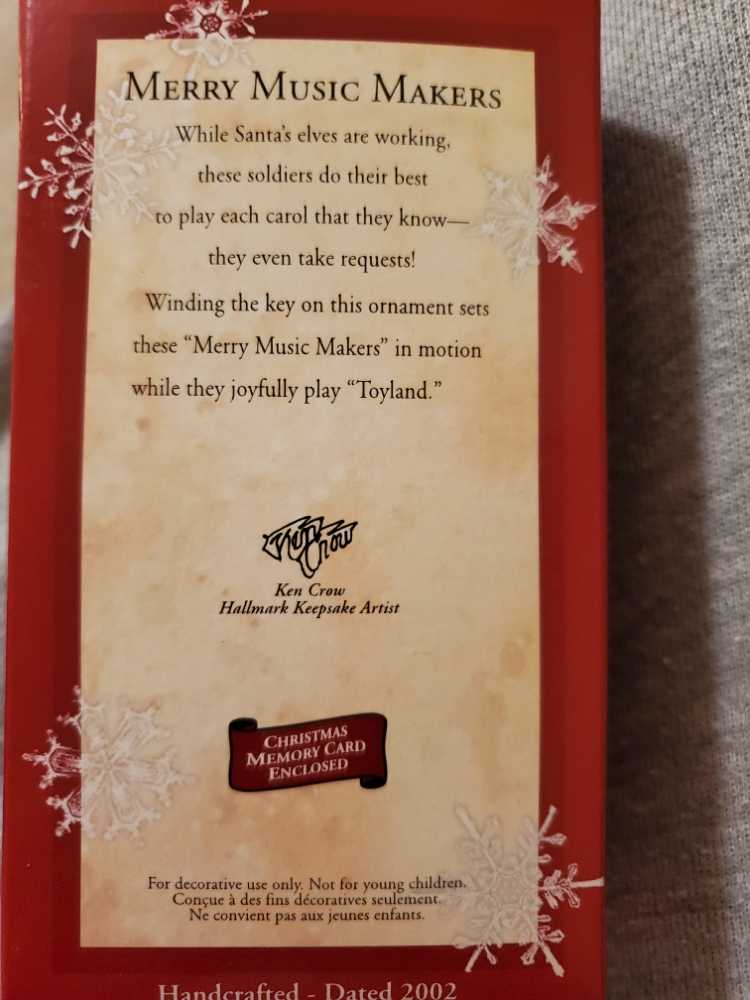 MERRY MUSIC MAKERS
While Santa's elves are working,
these soldiers do their best
to play each carol that they know—
they even take requests!
Winding the key on this ornament sets
these “Merry Music Makers” in motion
while they joyfully play “Toyland.”
Ken Crow
Ken Crow
Hallmark Keepsake Artist
CHRISTMAS
MEMORY CARD
ENCLOSED
For decorative use only. Not for young children.
Conçue à des fins décoratives seulement.
Ne convient pas aux jeunes enfants.
Handcrafted - Dated 2002